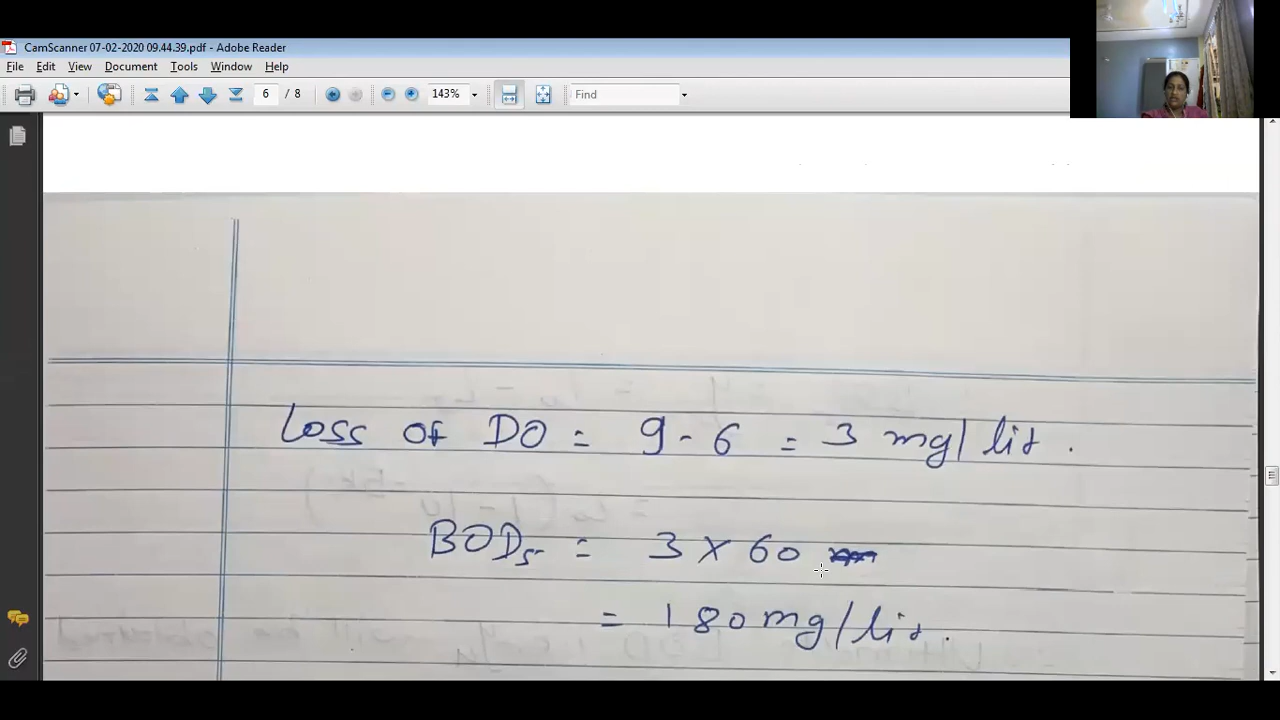 CamScanner 07-02-2020 09.44.39.pdf - Adobe Reader
File Edit View Document Tools Window Help
6 / 8 143% Find
Loss of DO = 9 - 6 = 3 mg/lit.
BOD5 = 3 X 60
= 180 mg/lit.